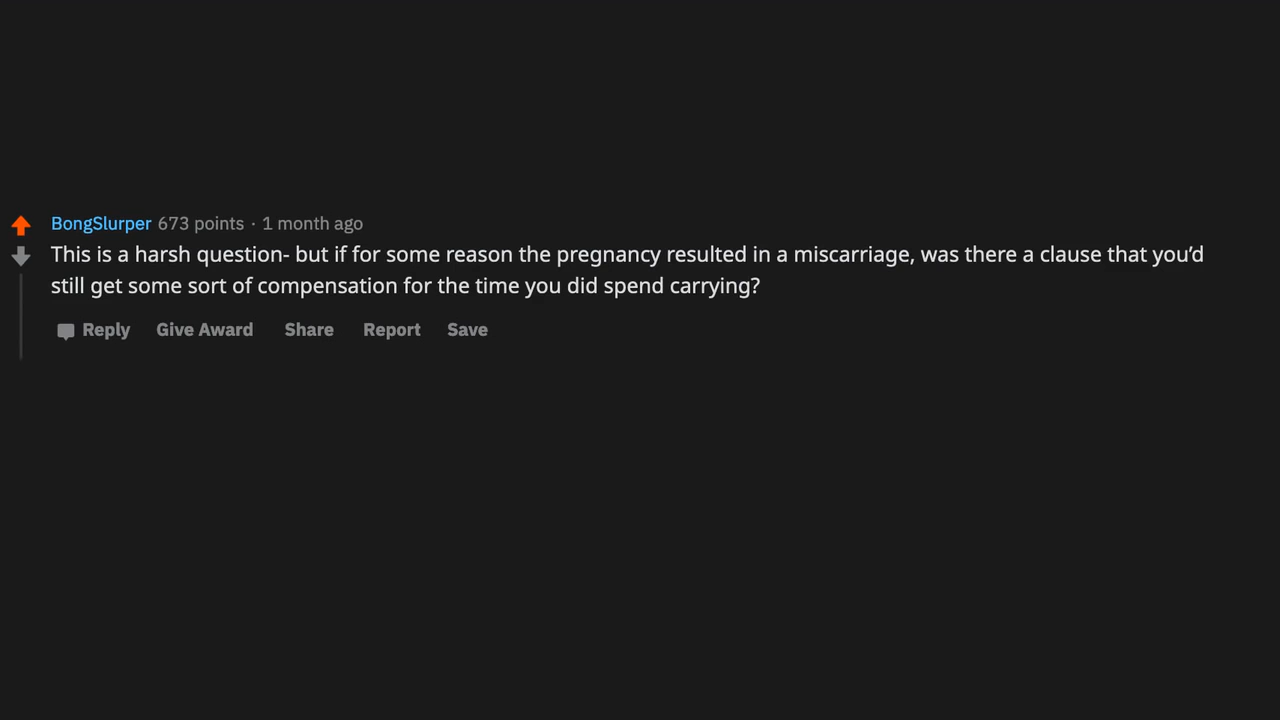 BongSlurper 673 points · 1 month ago
This is a harsh question- but if for some reason the pregnancy resulted in a miscarriage, was there a clause that you’d
still get some sort of compensation for the time you did spend carrying?
Reply Give Award Share Report Save